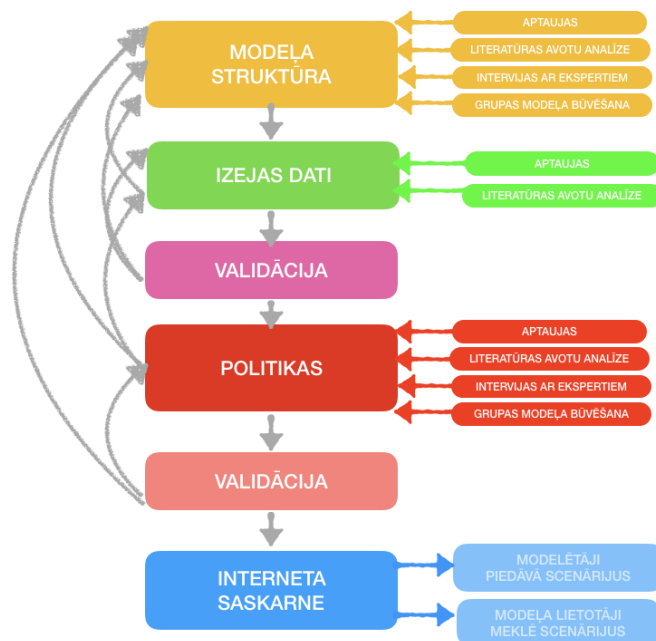 MODEĻA
STRUKTŪRA
APTAUJAS
LITERATŪRAS AVOTU ANALĪZE
INTERVIJAS AR EKSPERTIEM
GRUPAS MODEĻA BŪVĒŠANA
IZEJAS DATI
APTAUJAS
LITERATŪRAS AVOTU ANALĪZE
VALIDĀCIJA
POLITIKAS
APTAUJAS
LITERATŪRAS AVOTU ANALĪZE
INTERVIJAS AR EKSPERTIEM
GRUPAS MODEĻA BŪVĒŠANA
VALIDĀCIJA
INTERNETA
SASKARNE
MODELĒTĀJI
PIEDĀVĀ SCENĀRIJUS
MODEĻA LIETOTĀJI
MEKLĒ SCENĀRIJUS